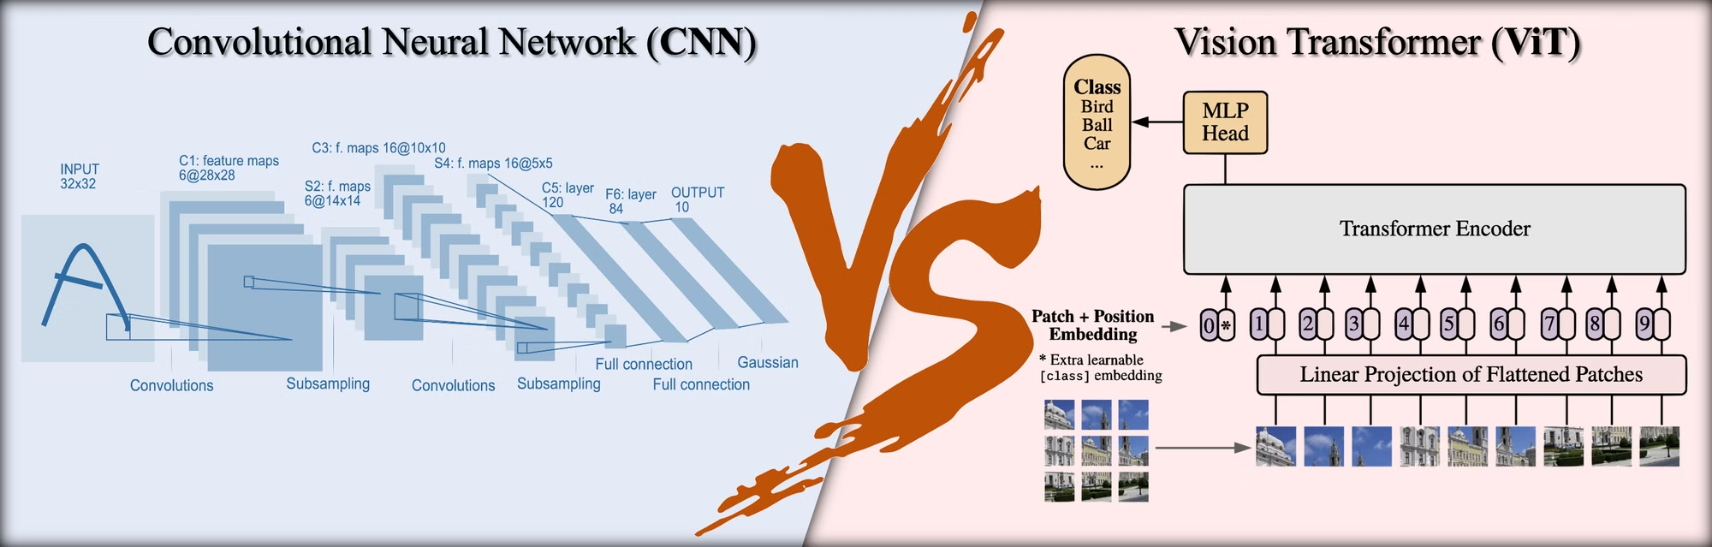 Convolutional Neural Network (CNN)
INPUT
32x32
C1: feature maps
6@28x28
S2: f. maps
6@14x14
C3: f. maps 16@10x10
S4: f. maps 16@5x5
C5: layer
120
F6: layer
84
OUTPUT
10
Convolutions
Subsampling
Convolutions
Subsampling
Full connection
Full connection
Gaussian
VS
Vision Transformer (ViT)
Class
Bird
Ball
Car
...
MLP
Head
Transformer Encoder
Patch + Position
Embedding
* Extra learnable
[class] embedding
0 * 1 2 3 4 5 6 7 8 9
Linear Projection of Flattened Patches